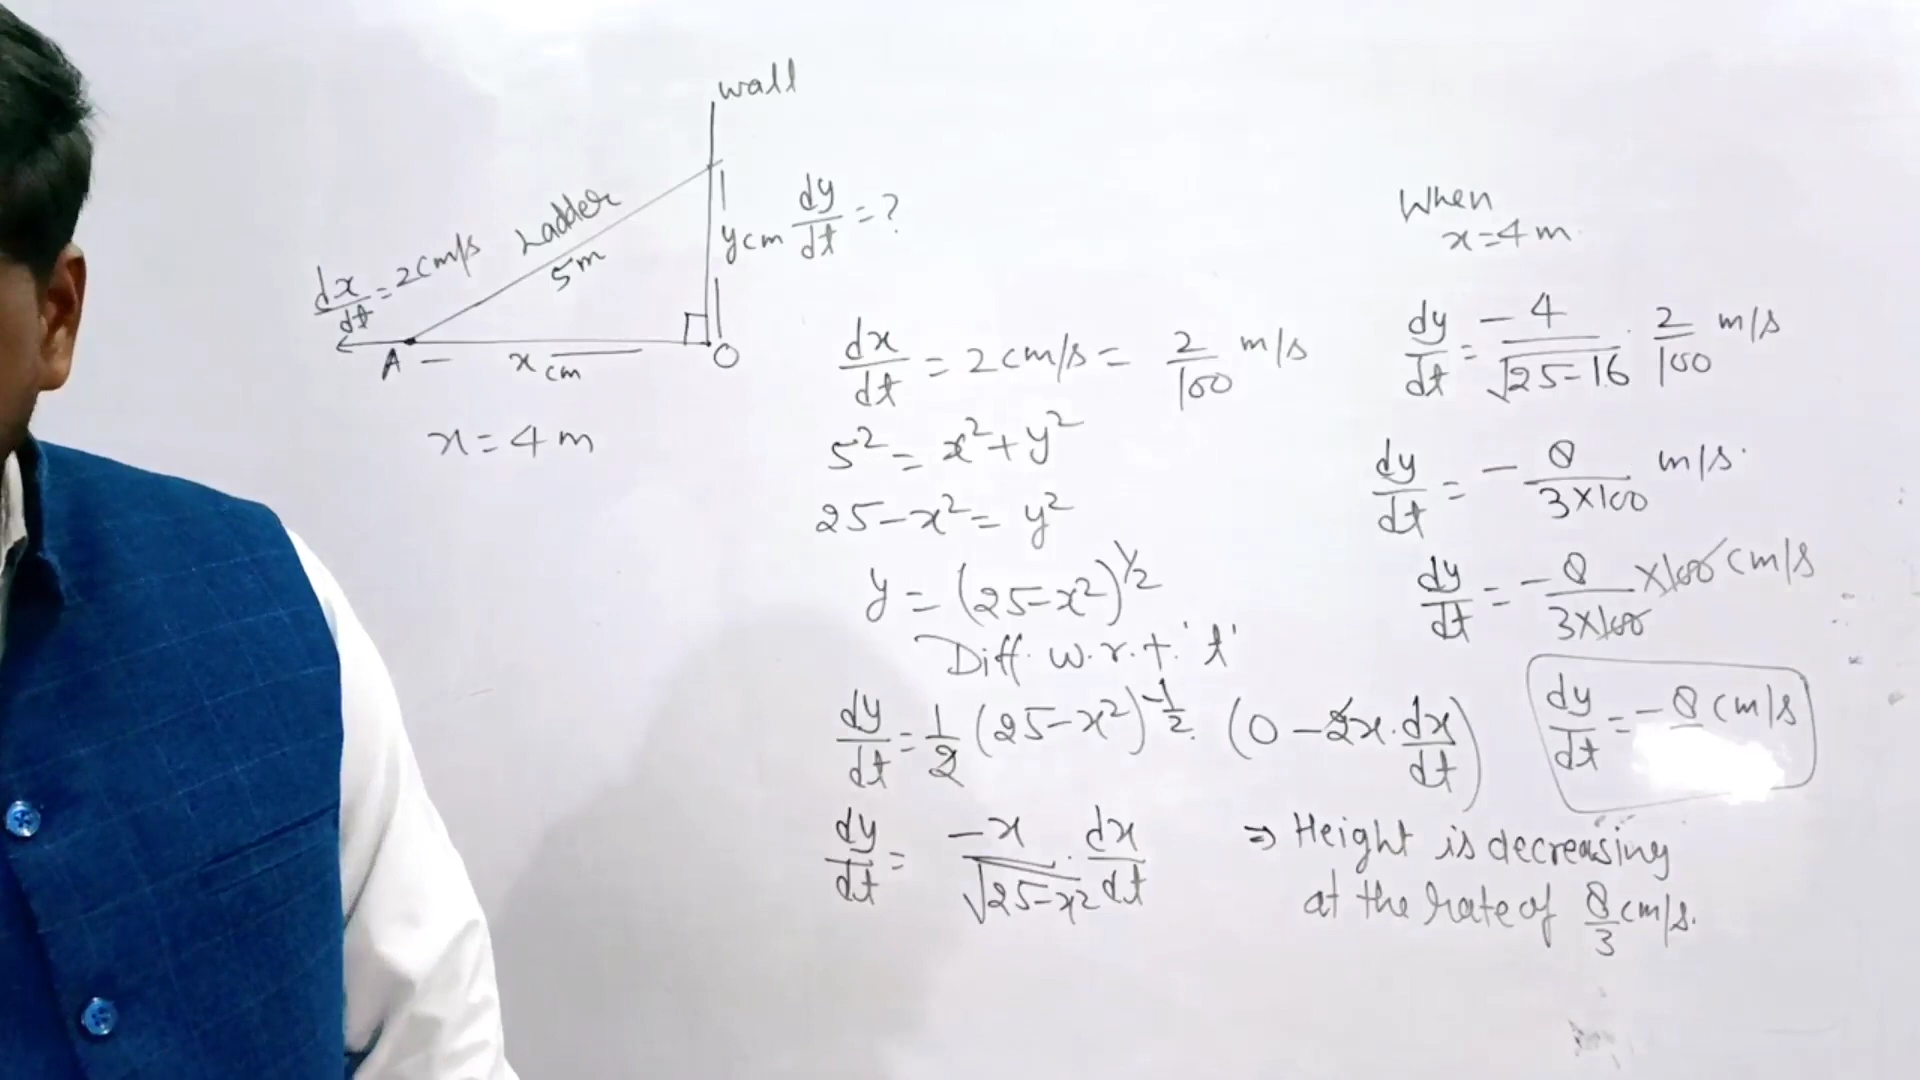 wall
Ladder
5m
dx/dt = 2cm/s
y cm dy/dt = ?
A
x cm
O
x = 4 m
dx/dt = 2 cm/s = 2/100 m/s
5² = x² + y²
25 - x² = y²
y = (25 - x²)^1/2
Diff. w.r.t. 't'
dy/dt = 1/2 (25 - x²)^-1/2 . (0 - 2x . dx/dt)
dy/dt = -x/√25-x² . dx/dt
When
x = 4 m
dy/dt = -4/√25-16 . 2/100 m/s
dy/dt = - 8/3×100 m/s.
dy/dt = - 8/3×100 ×100 cm/s
dy/dt = - 8 cm/s
⇒ Height is decreasing
at the rate of 8/3 cm/s.